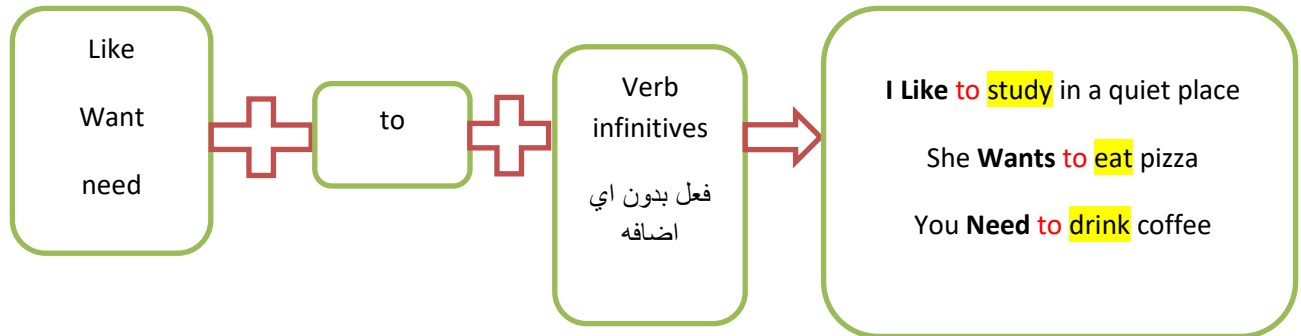 Like
Want
need
to
Verb
infinitives
فعل بدون اي
اضافه
I Like to study in a quiet place
She Wants to eat pizza
You Need to drink coffee